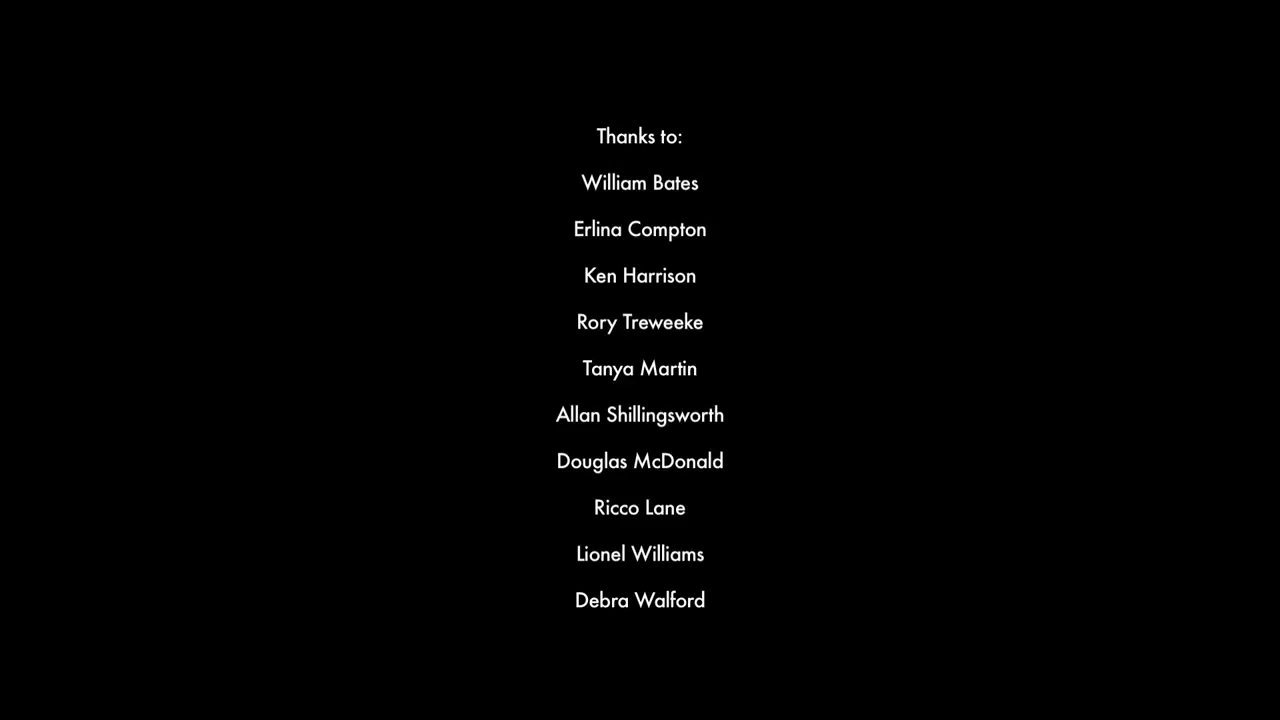 Thanks to:
William Bates
Erlina Compton
Ken Harrison
Rory Treweeke
Tanya Martin
Allan Shillingsworth
Douglas McDonald
Ricco Lane
Lionel Williams
Debra Walford